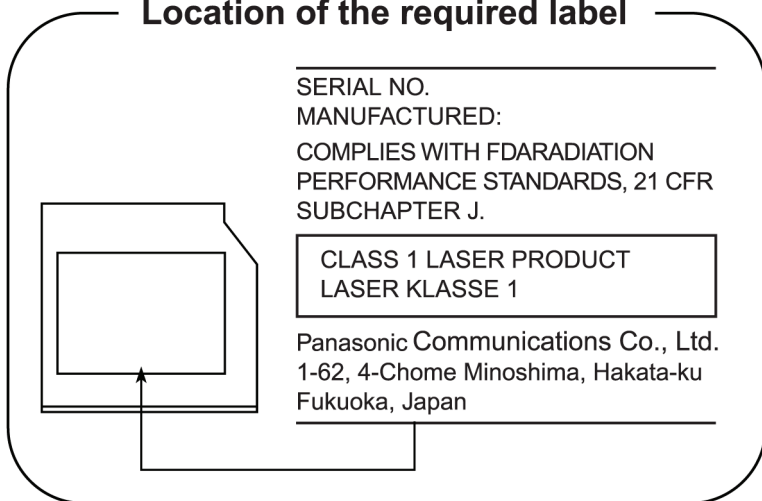 Location of the required label
SERIAL NO.
MANUFACTURED:
COMPLIES WITH FDARADIATION
PERFORMANCE STANDARDS, 21 CFR
SUBCHAPTER J.
CLASS 1 LASER PRODUCT
LASER KLASSE 1
Panasonic Communications Co., Ltd.
1-62, 4-Chome Minoshima, Hakata-ku
Fukuoka, Japan